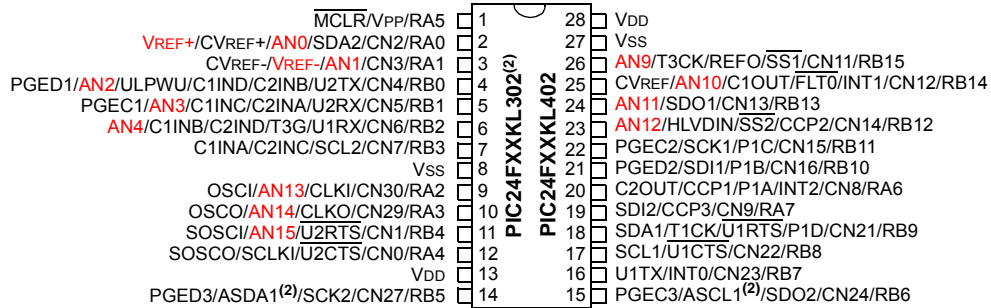 MCLR/VPP/RA5 1
VREF+/CVREF+/AN0/SDA2/CN2/RA0 2
CVREF-/VREF-/AN1/CN3/RA1 3
PGED1/AN2/ULPWU/C1IND/C2INB/U2TX/CN4/RB0 4
PGEC1/AN3/C1INC/C2INA/U2RX/CN5/RB1 5
AN4/C1INB/C2IND/T3G/U1RX/CN6/RB2 6
C1INA/C2INC/SCL2/CN7/RB3 7
VSS 8
OSCI/AN13/CLKI/CN30/RA2 9
OSCO/AN14/CLKO/CN29/RA3 10
SOSCI/AN15/U2RTS/CN1/RB4 11
SOSCO/SCLKI/U2CTS/CN0/RA4 12
VDD 13
PGED3/ASDA1(2)/SCK2/CN27/RB5 14
PIC24FXXKL302(2)
PIC24FXXKL402
28 VDD
27 VSS
26 AN9/T3CK/REFO/SS1/CN11/RB15
25 CVREF/AN10/C1OUT/FLT0/INT1/CN12/RB14
24 AN11/SDO1/CN13/RB13
23 AN12/HLVDIN/SS2/CCP2/CN14/RB12
22 PGEC2/SCK1/P1C/CN15/RB11
21 PGED2/SDI1/P1B/CN16/RB10
20 C2OUT/CCP1/P1A/INT2/CN8/RA6
19 SDI2/CCP3/CN9/RA7
18 SDA1/T1CK/U1RTS/P1D/CN21/RB9
17 SCL1/U1CTS/CN22/RB8
16 U1TX/INT0/CN23/RB7
15 PGEC3/ASCL1(2)/SDO2/CN24/RB6